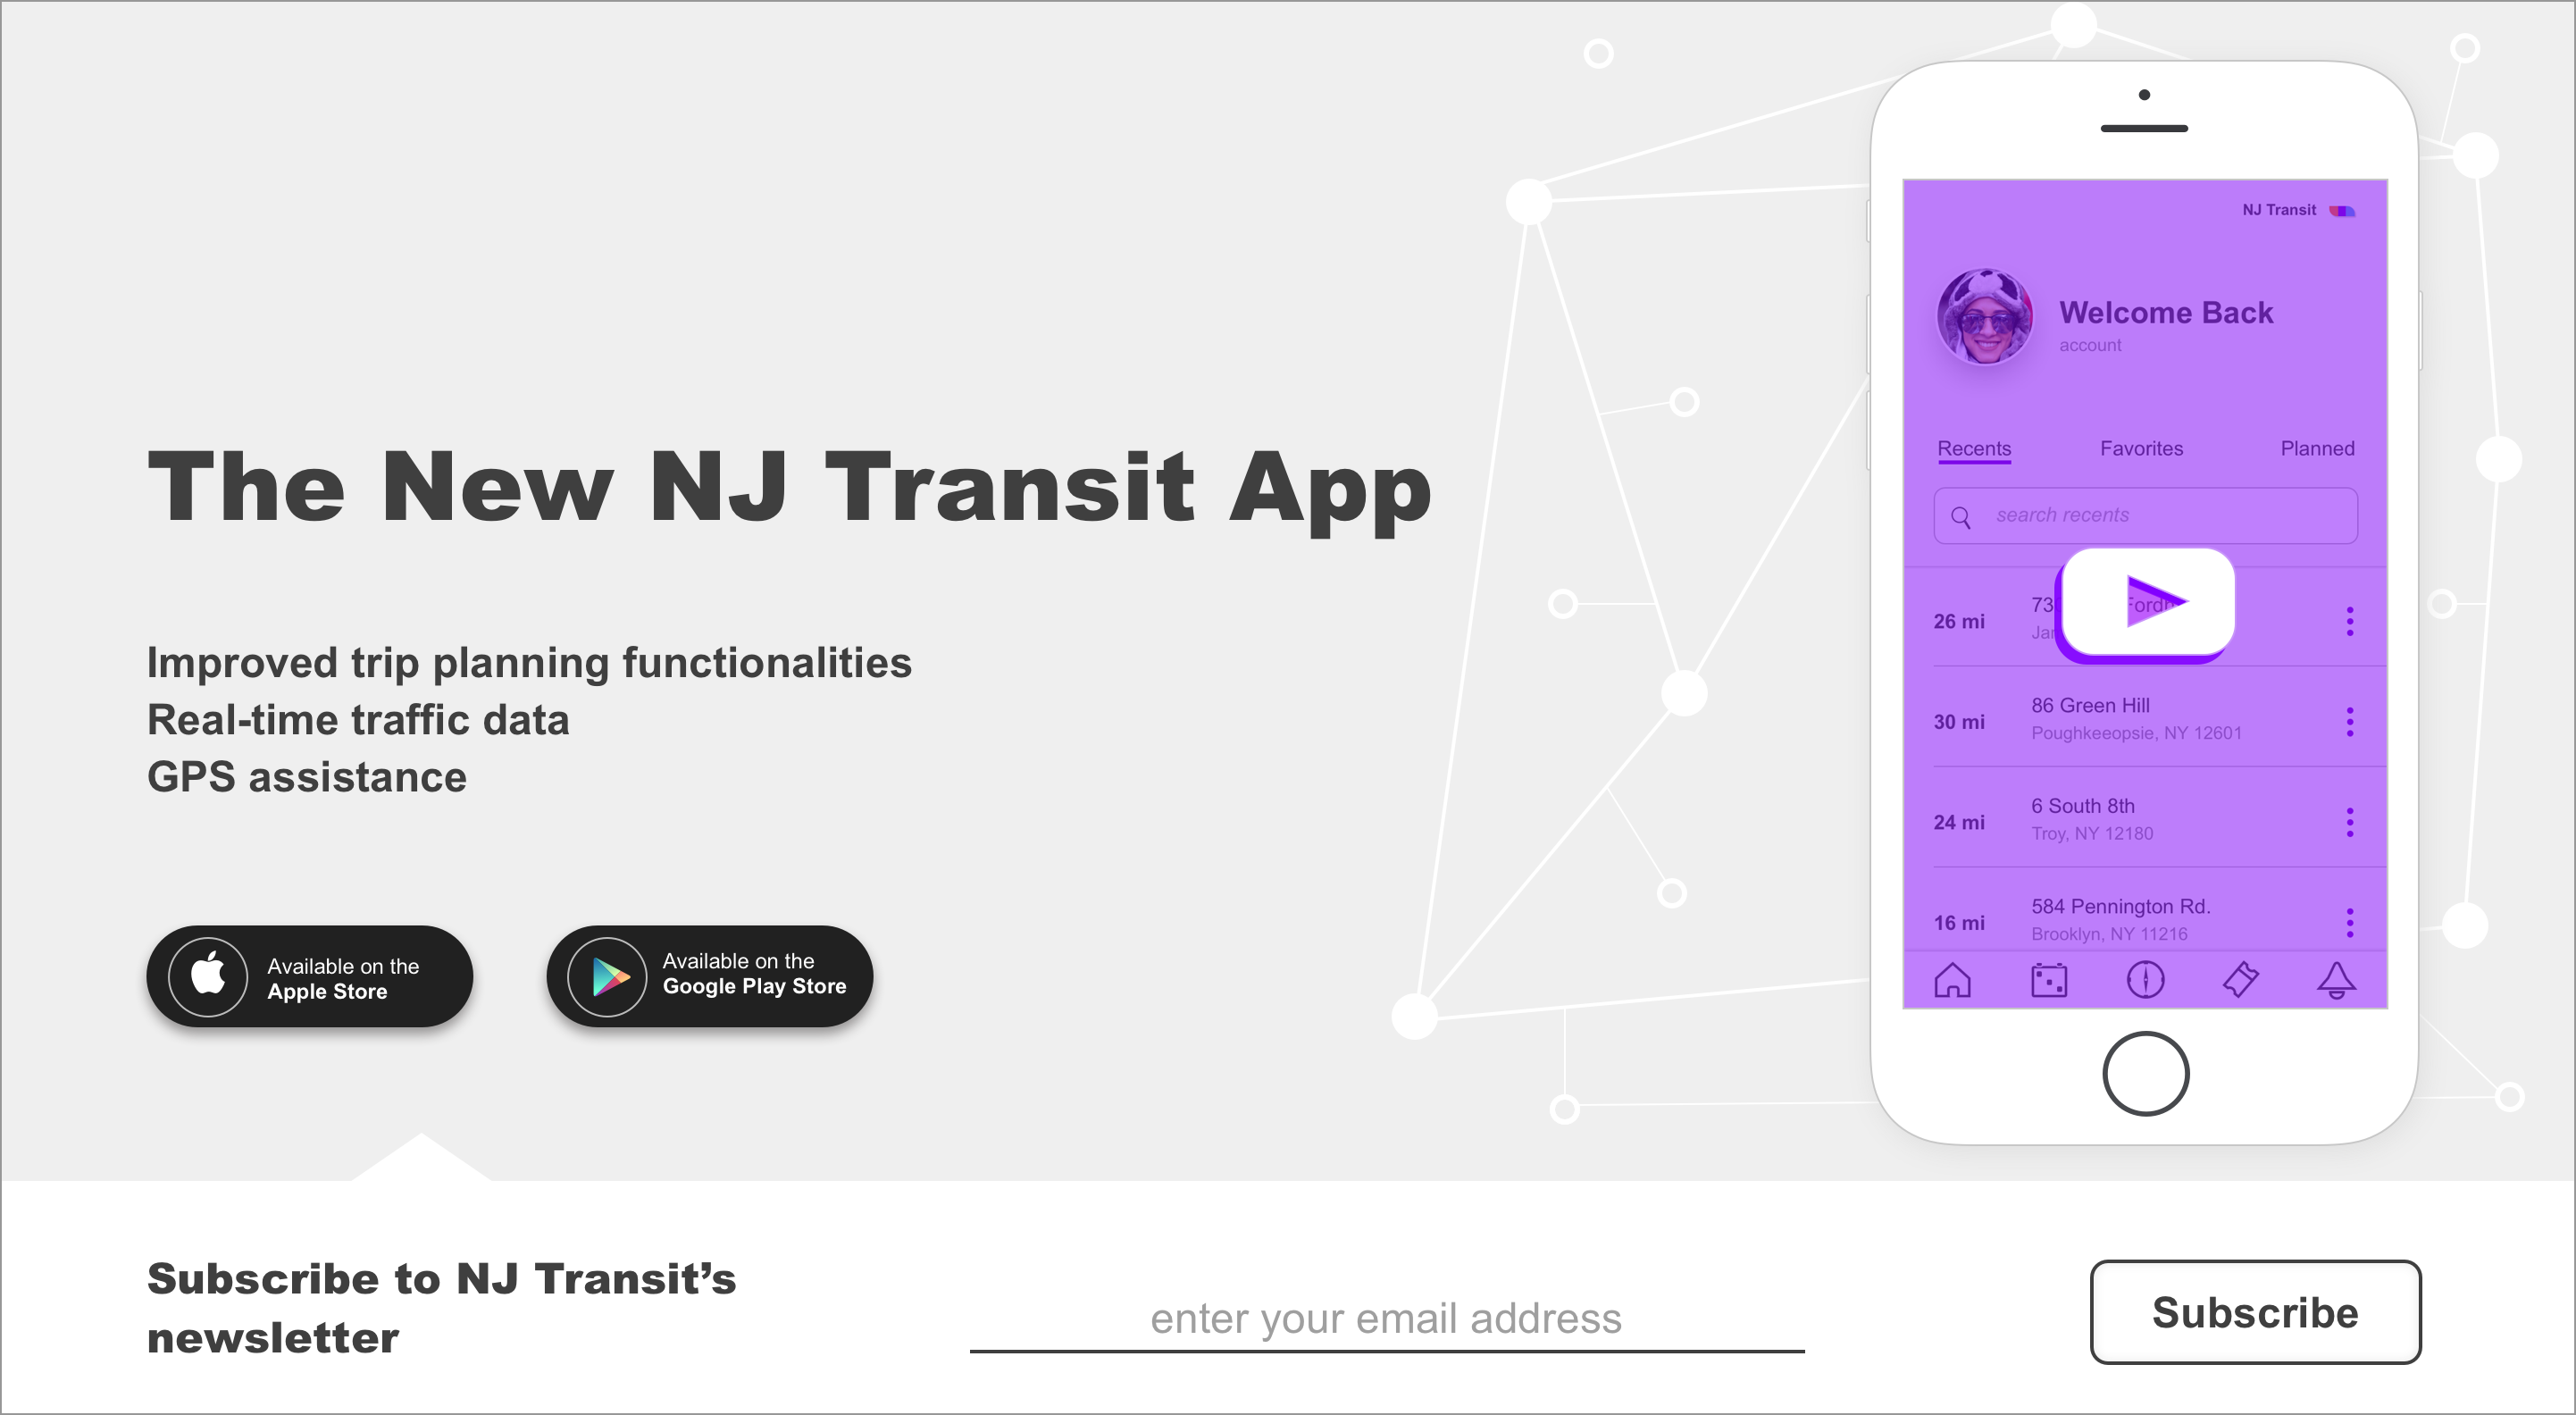 The New NJ Transit App
Improved trip planning functionalities
Real-time traffic data
GPS assistance
Available on the
Apple Store
Available on the
Google Play Store
NJ Transit
Welcome Back
account
Recents Favorites Planned
search recents
26 mi
73
30 mi
86 Green Hill
Poughkeeopsie, NY 12601
24 mi
6 South 8th
Troy, NY 12180
16 mi
584 Pennington Rd.
Brooklyn, NY 11216
Subscribe to NJ Transit’s
newsletter
enter your email address
Subscribe